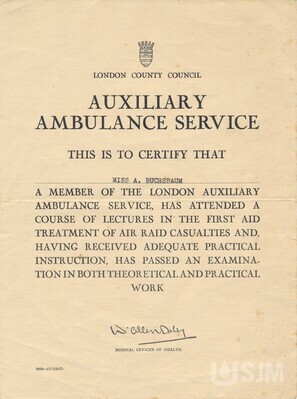 LONDON COUNTY COUNCIL
AUXILIARY
AMBULANCE SERVICE
THIS IS TO CERTIFY THAT
MISS A. BUCHSBAUM
A MEMBER OF THE LONDON AUXILIARY
AMBULANCE SERVICE, HAS ATTENDED A
COURSE OF LECTURES IN THE FIRST AID
TREATMENT OF AIR RAID CASUALTIES AND,
HAVING RECEIVED ADEQUATE PRACTICAL
INSTRUCTION, HAS PASSED AN EXAMINA-
TION IN BOTH THEORETICAL AND PRACTICAL
WORK
W. Allen Daley
MEDICAL OFFICER OF HEALTH
USJM